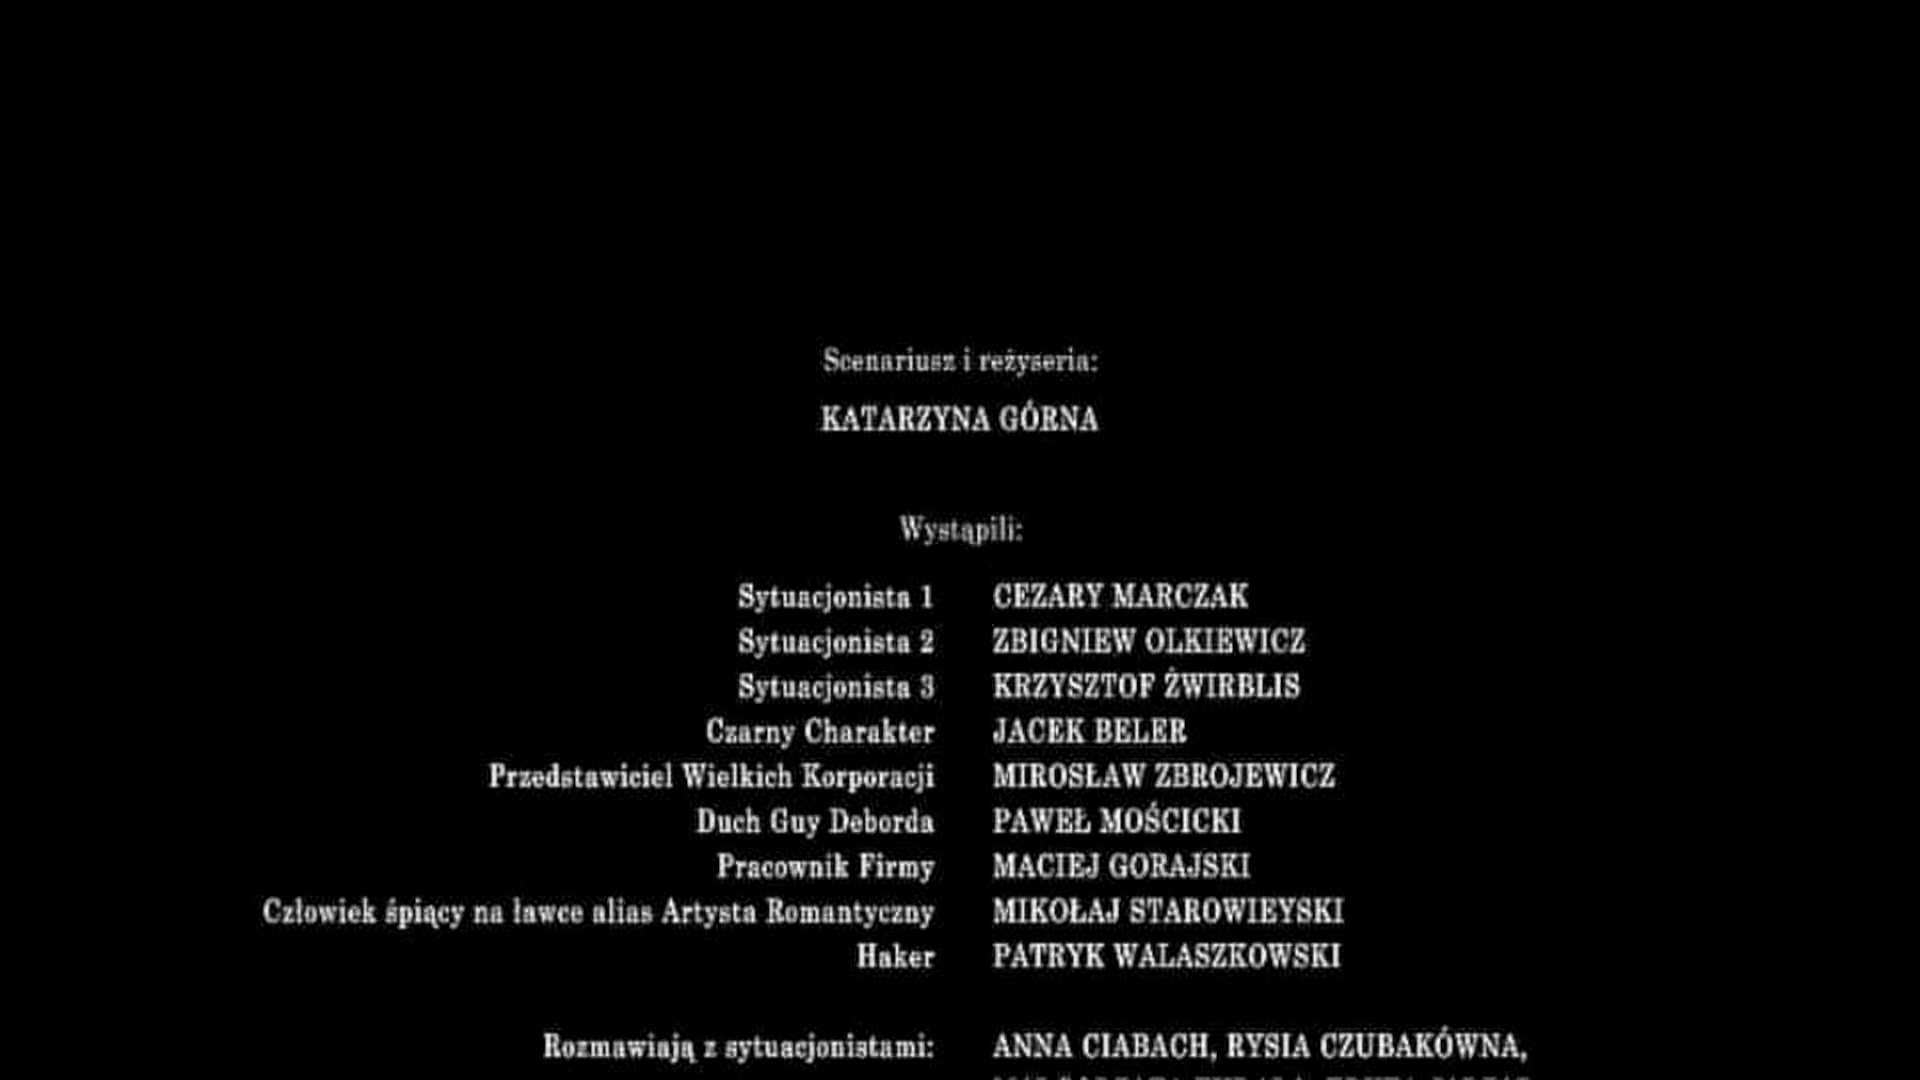 Scenariusz i reżyseria:
KATARZYNA GÓRNA
Wystąpili:
Sytuacjonista 1 CEZARY MARCZAK
Sytuacjonista 2 ZBIGNIEW OLKIEWICZ
Sytuacjonista 3 KRZYSZTOF ŻWIRBLIS
Czarny Charakter JACEK BELER
Przedstawiciel Wielkich Korporacji MIROSŁAW ZBROJEWICZ
Duch Guy Deborda PAWEŁ MOŚCICKI
Pracownik Firmy MACIEJ GORAJSKI
Człowiek śpiący na ławce alias Artysta Romantyczny MIKOŁAJ STAROWIEYSKI
Haker PATRYK WALASZKOWSKI
Rozmawiają z sytuacjonistami: ANNA CIABACH, RYSIA CZUBAKÓWNA,